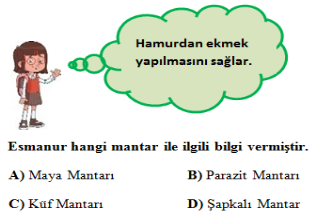 Hamurdan ekmek
yapılmasını sağlar.
Esmanur hangi mantar ile ilgili bilgi vermiştir.
A) Maya Mantarı
B) Parazit Mantarı
C) Küf Mantarı
D) Şapkalı Mantar